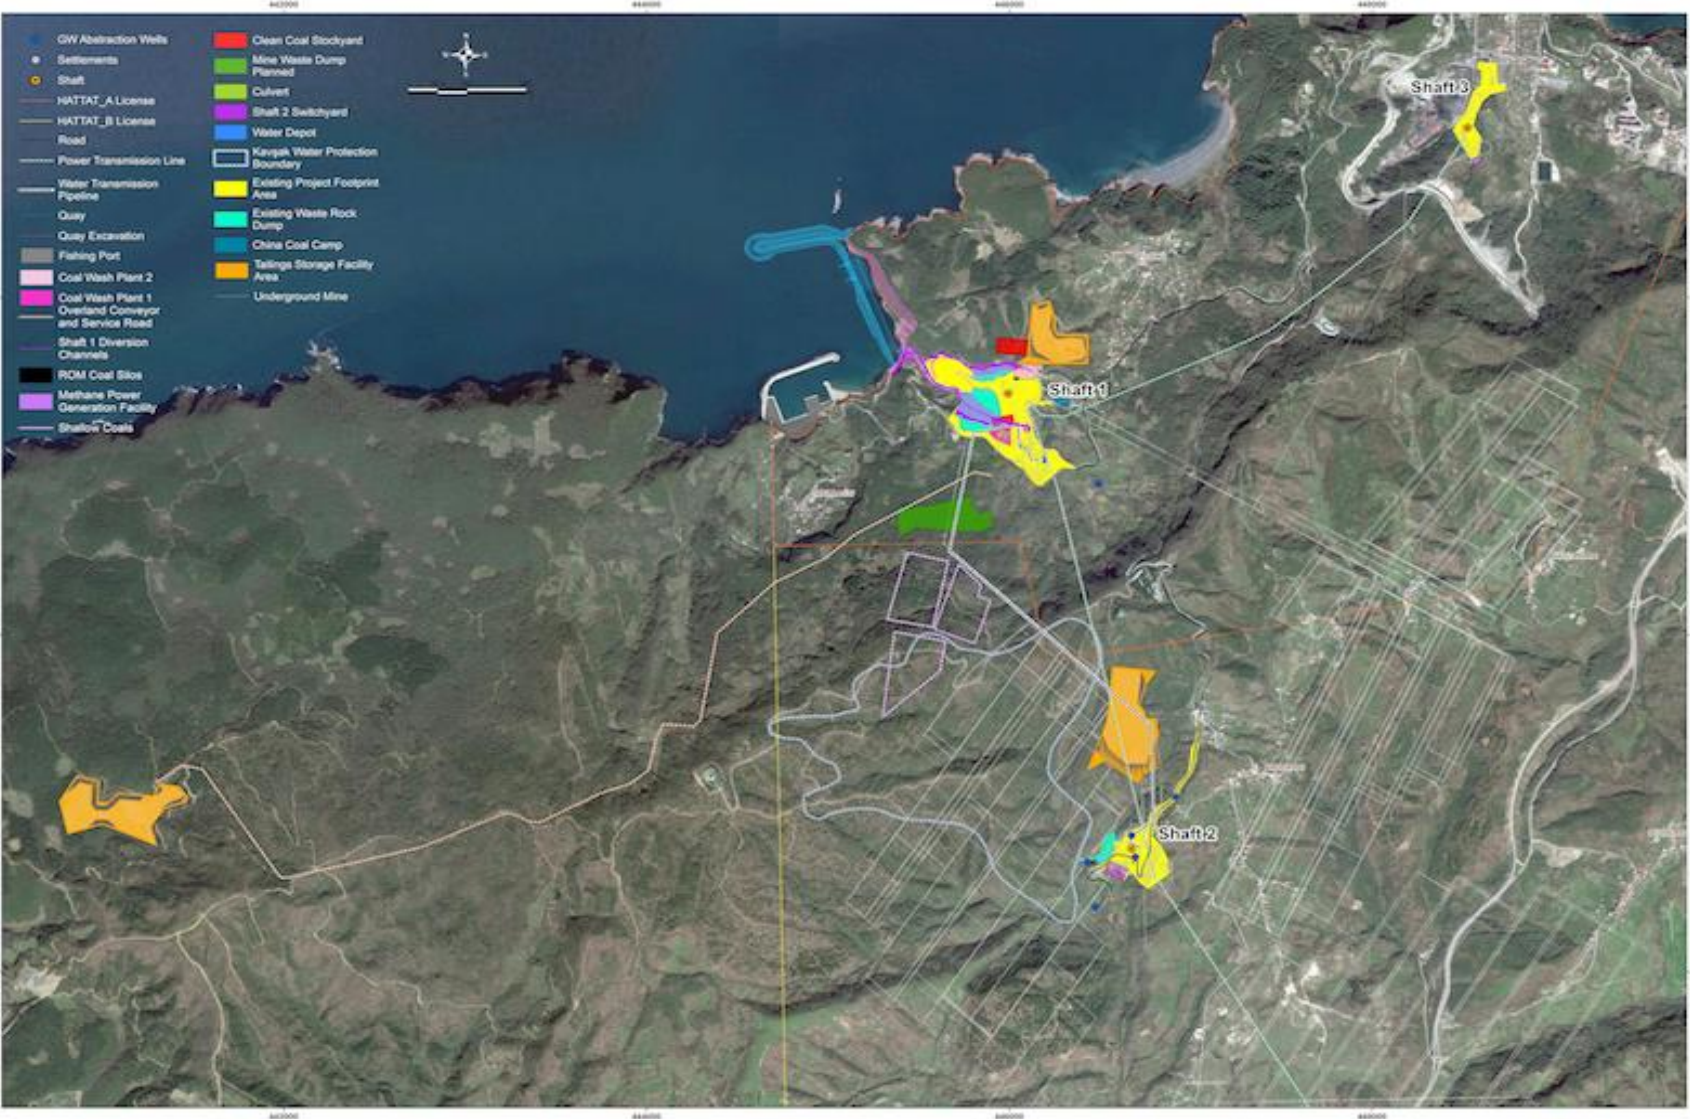 GW Abstraction Wells
Settlements
Shaft
HATTAT_A License
HATTAT_B License
Road
Power Transmission Line
Water Transmission
Pipeline
Quay
Quay Excavation
Fishing Port
Coal Wash Plant 2
Coal Wash Plant 1
Overland Conveyor
and Service Road
Shaft 1 Diversion
Channels
ROM Coal Silos
Methane Power
Generation Facility
Shallow Coals
Clean Coal Stockyard
Mine Waste Dump
Planned
Culvert
Shaft 2 Switchyard
Water Depot
Kavşak Water Protection
Boundary
Existing Project Footprint
Area
Existing Waste Rock
Dump
China Coal Camp
Tailings Storage Facility
Area
Underground Mine
Shaft 3
Shaft 1
Shaft 2